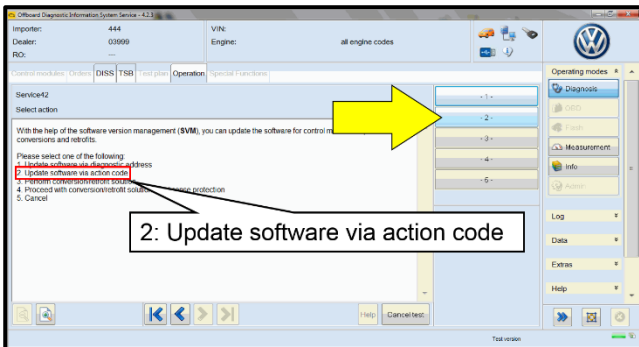 Offboard Diagnostic Information System Service - 4.2.3
Importer: 444 VIN:
Dealer: 03999 Engine: all engine codes
RO: ---
Control modules Orders DISS TSB Test plan Operation Special Functions
Operating modes
Service42
Select action
With the help of the software version management (SVM), you can update the software for control
conversions and retrofits.
Please select one of the following:
1. Update software via diagnostic address
2. Update software via action code
3. Perform conversion/retrofit solution
4. Proceed with conversion/retrofit solution protection
5. Cancel
2: Update software via action code
- 1 -
- 2 -
- 3 -
- 4 -
- 5 -
Diagnosis
OBD
Flash
Measurement
Info
Admin
Log
Data
Extras
Help
Help Cancel test
Test version